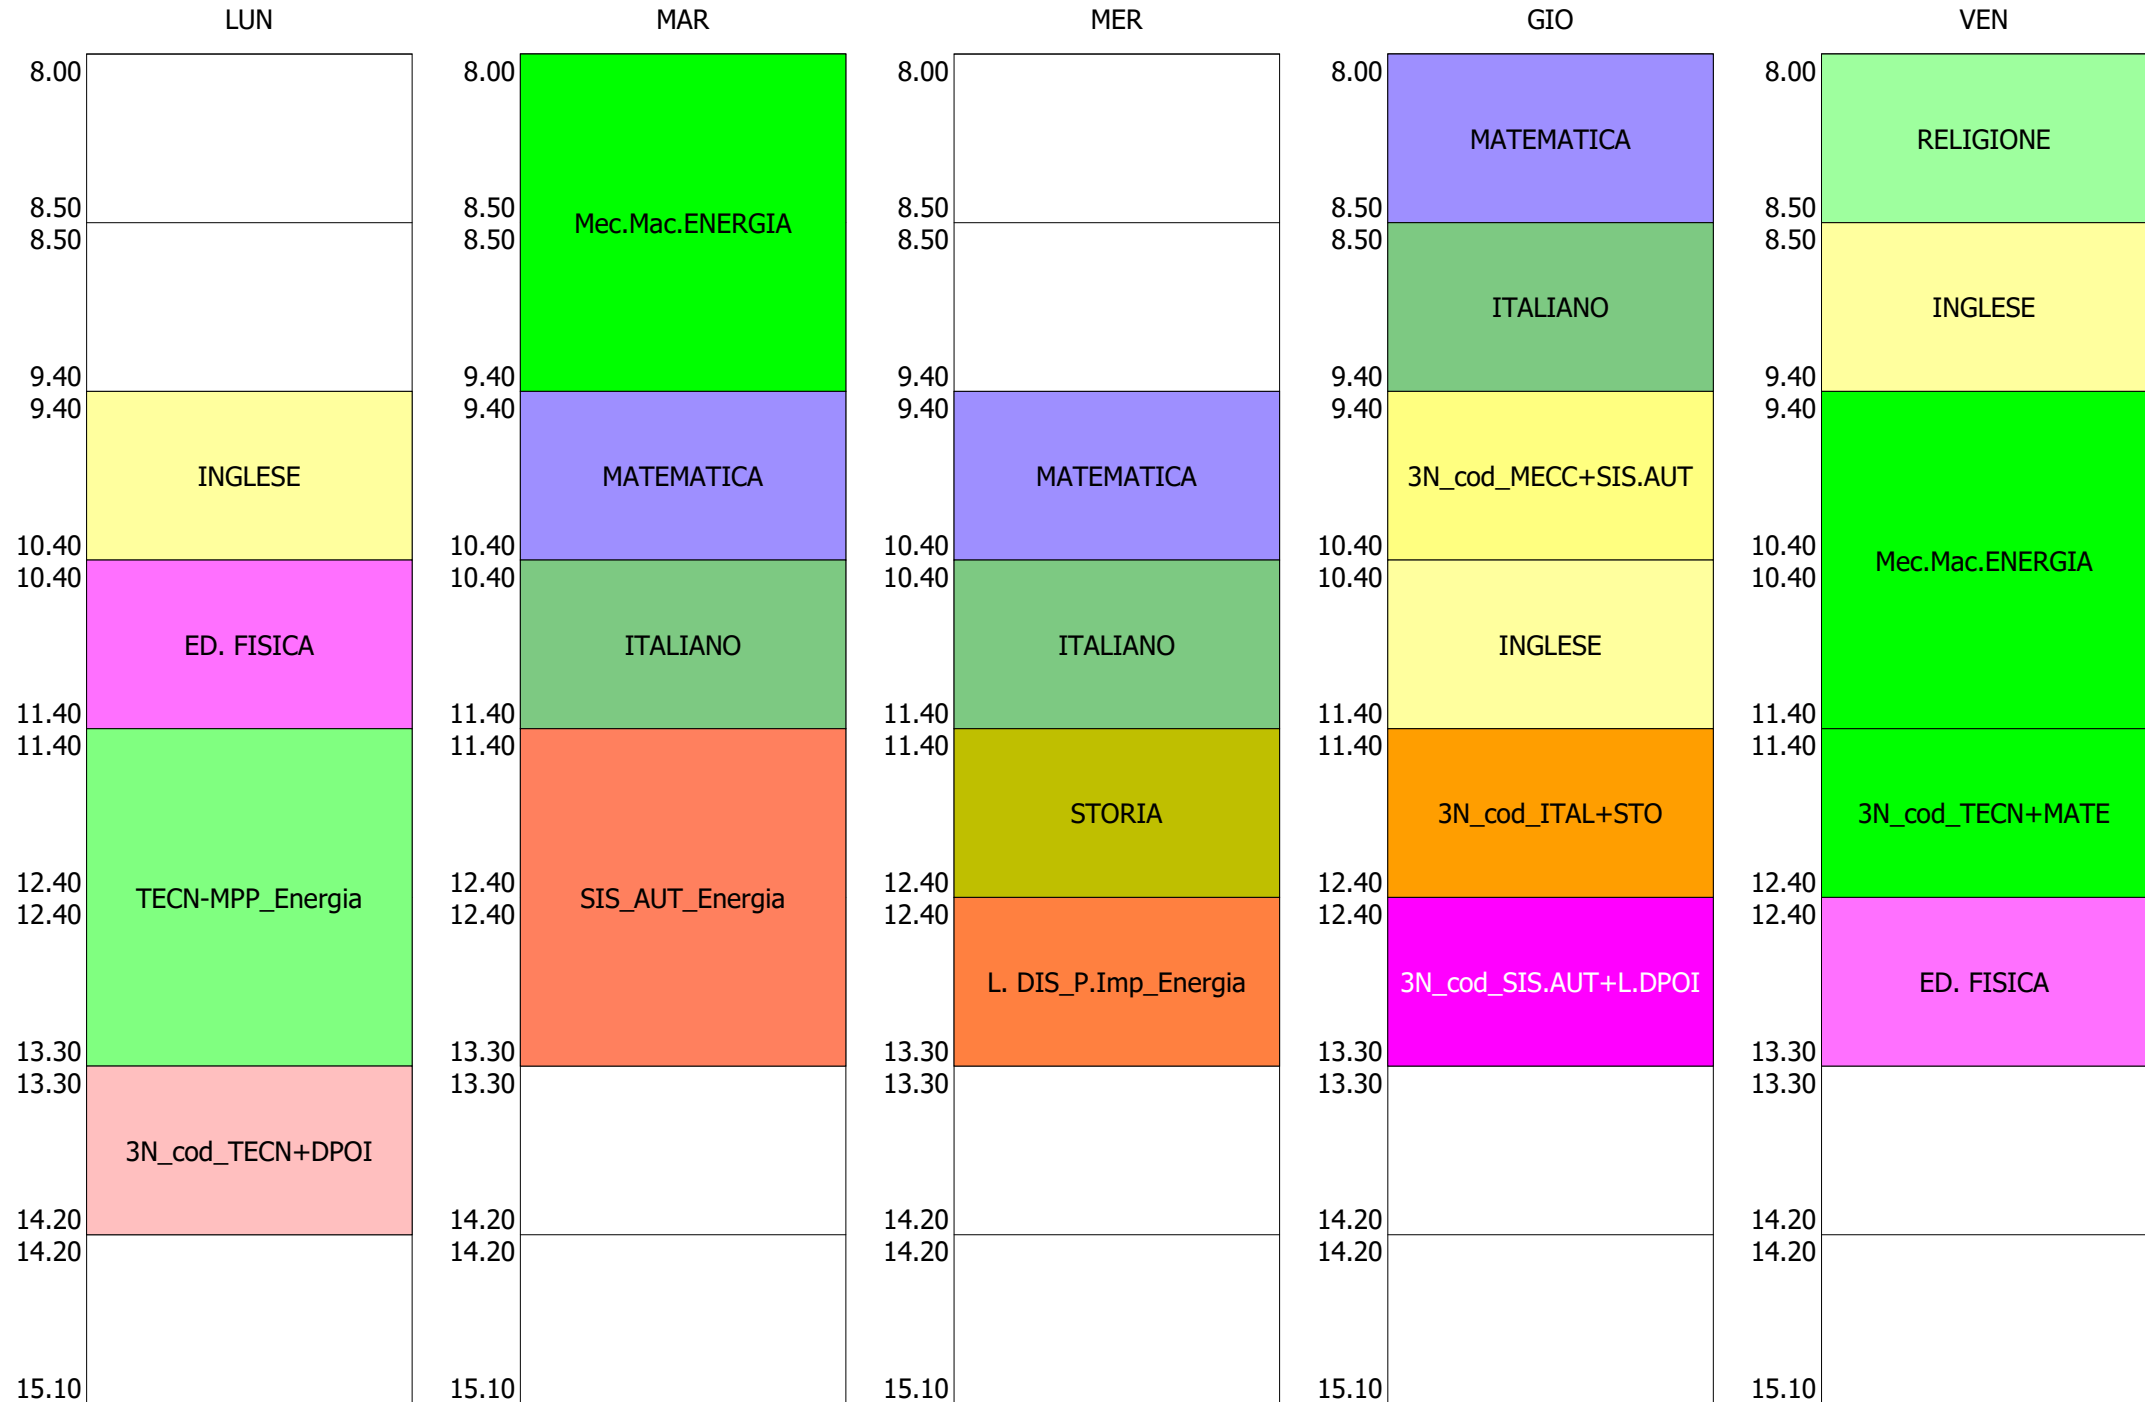 LUN
MAR
MER
GIO
VEN
8.00
8.50
8.50
9.40
9.40
INGLESE
10.40
10.40
ED. FISICA
11.40
11.40
12.40
TECN-MPP_Energia
12.40
13.30
13.30
3N_cod_TECN+DPOI
14.20
14.20
15.10
8.00
8.50
Mec.Mac.ENERGIA
8.50
9.40
9.40
MATEMATICA
10.40
10.40
ITALIANO
11.40
11.40
12.40
SIS_AUT_Energia
12.40
13.30
13.30
14.20
14.20
15.10
8.00
8.50
8.50
9.40
9.40
MATEMATICA
10.40
10.40
ITALIANO
11.40
11.40
STORIA
12.40
12.40
L. DIS_P.Imp_Energia
13.30
13.30
14.20
14.20
15.10
8.00
MATEMATICA
8.50
8.50
ITALIANO
9.40
9.40
3N_cod_MECC+SIS.AUT
10.40
10.40
INGLESE
11.40
11.40
3N_cod_ITAL+STO
12.40
12.40
3N_cod_SIS.AUT+L.DPOI
13.30
13.30
14.20
14.20
15.10
8.00
RELIGIONE
8.50
8.50
INGLESE
9.40
9.40
10.40
Mec.Mac.ENERGIA
10.40
11.40
11.40
3N_cod_TECN+MATE
12.40
12.40
ED. FISICA
13.30
13.30
14.20
14.20
15.10